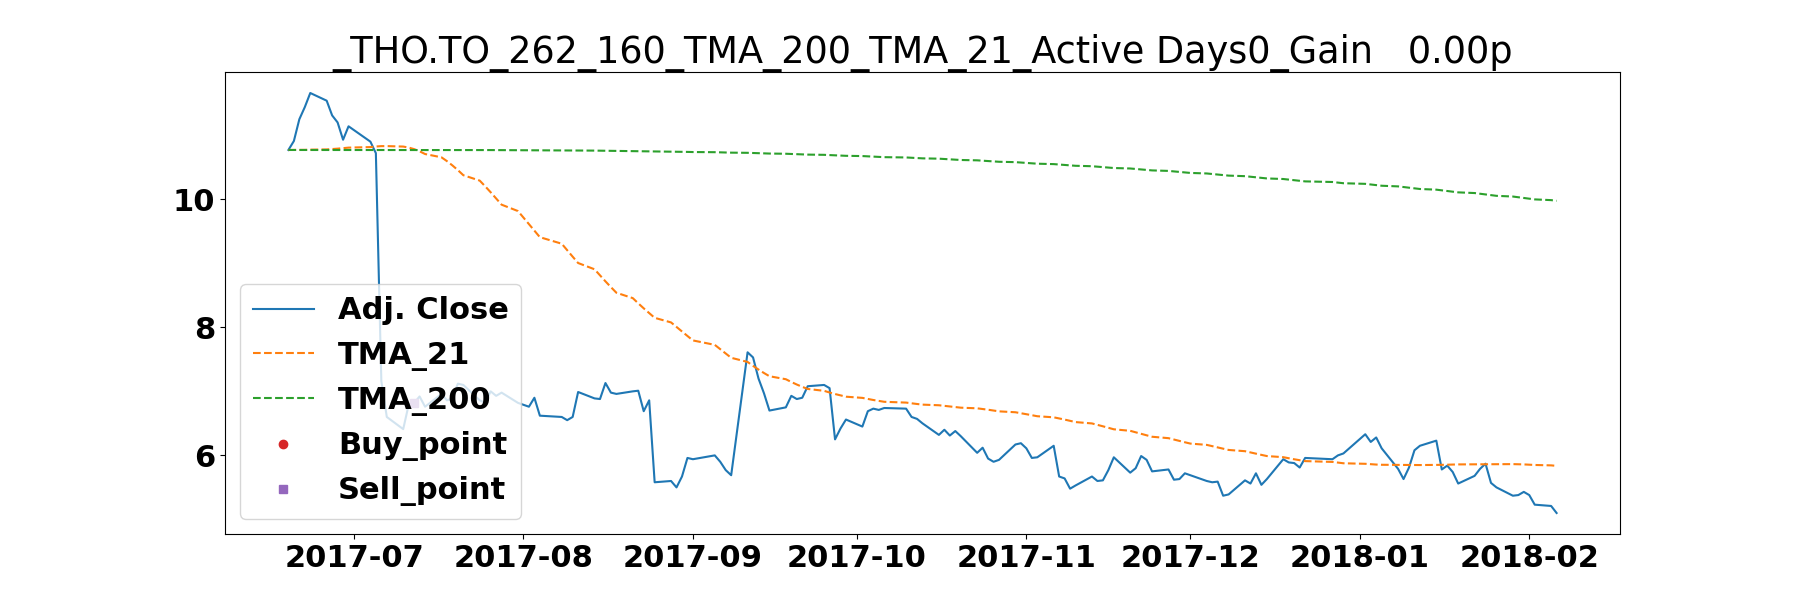 _THO.TO_262_160_TMA_200_TMA_21_Active Days0_Gain   0.00p
10
8
6
Adj. Close
TMA_21
TMA_200
Buy_point
Sell_point
2017-07 2017-08 2017-09 2017-10 2017-11 2017-12 2018-01 2018-02